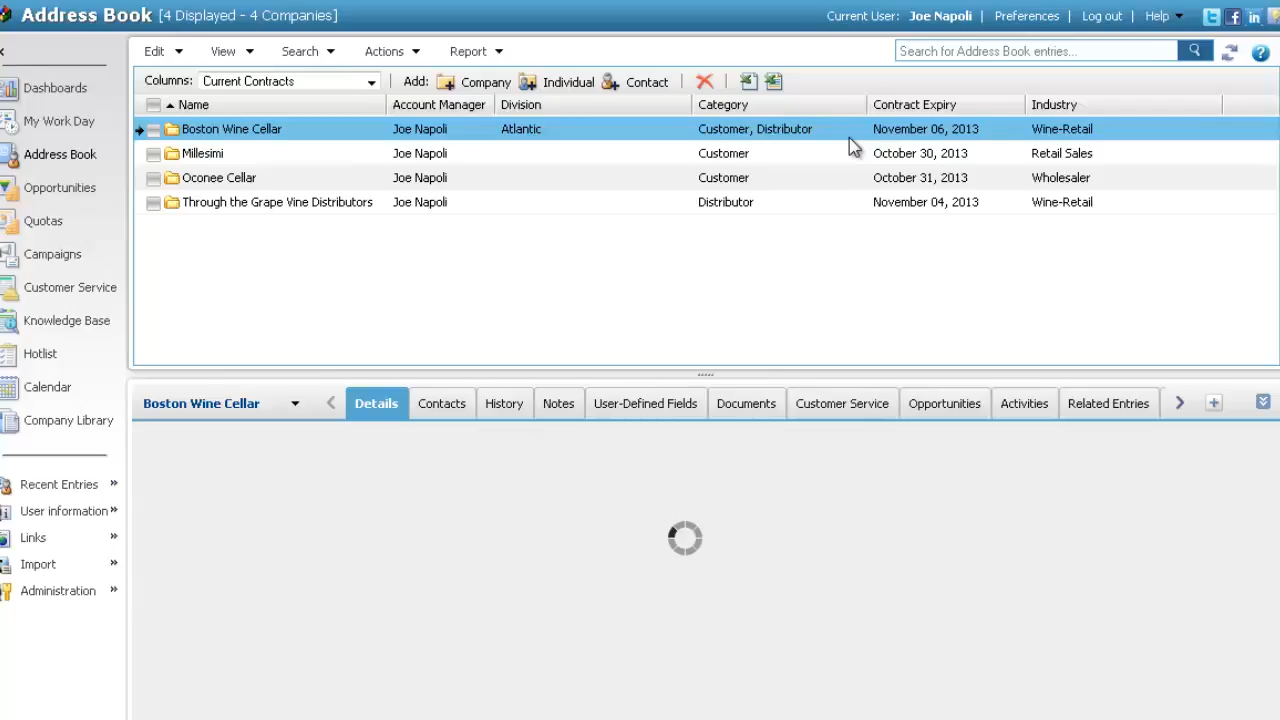 Address Book [4 Displayed - 4 Companies] Current User: Joe Napoli | Preferences | Log out | Help
Edit View Search Actions Report Search for Address Book entries...
Columns: Current Contracts Add: Company Individual Contact
Name Account Manager Division Category Contract Expiry Industry
Boston Wine Cellar Joe Napoli Atlantic Customer, Distributor November 06, 2013 Wine-Retail
Millesimi Joe Napoli Customer October 30, 2013 Retail Sales
Oconee Cellar Joe Napoli Customer October 31, 2013 Wholesaler
Through the Grape Vine Distributors Joe Napoli Distributor November 04, 2013 Wine-Retail
Dashboards
My Work Day
Address Book
Opportunities
Quotas
Campaigns
Customer Service
Knowledge Base
Hotlist
Calendar
Company Library
Recent Entries »
User information »
Links »
Import »
Administration »
Boston Wine Cellar Details Contacts History Notes User-Defined Fields Documents Customer Service Opportunities Activities Related Entries